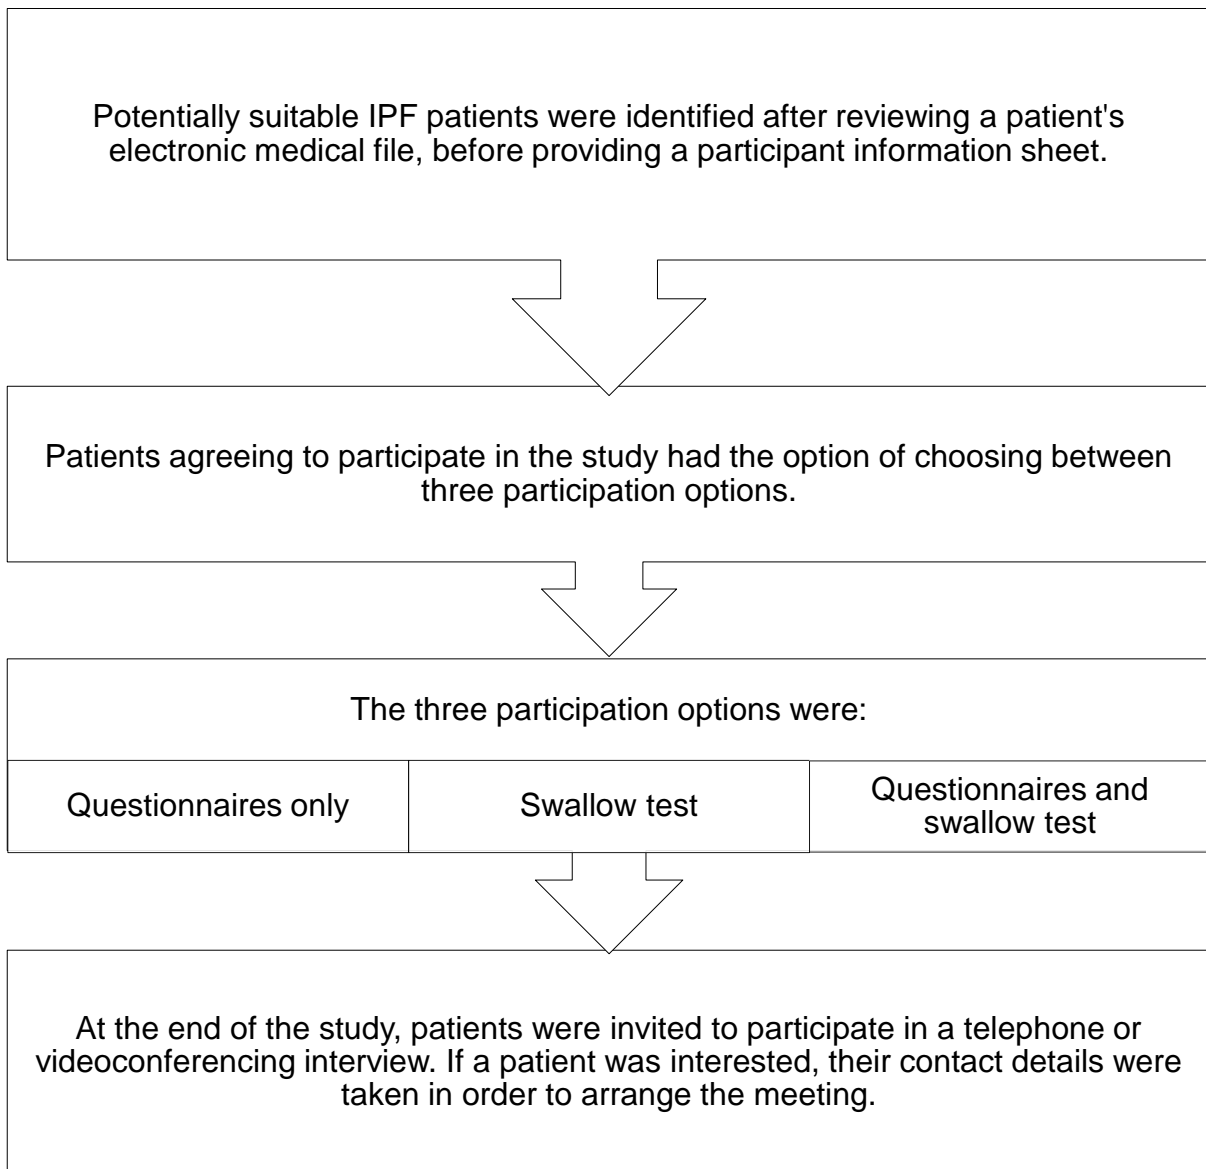 Potentially suitable IPF patients were identified after reviewing a patient's
electronic medical file, before providing a participant information sheet.
Patients agreeing to participate in the study had the option of choosing between
three participation options.
The three participation options were:
Questionnaires only
Swallow test
Questionnaires and
swallow test
At the end of the study, patients were invited to participate in a telephone or
videoconferencing interview. If a patient was interested, their contact details were
taken in order to arrange the meeting.